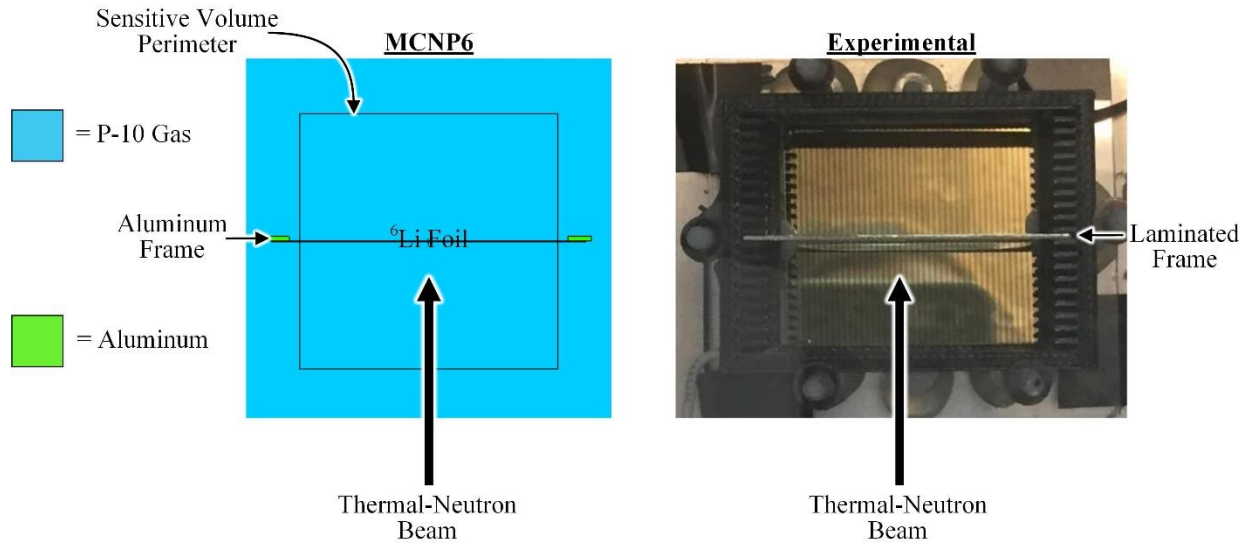 Sensitive Volume
Perimeter
MCNP6
Experimental
= P-10 Gas
Aluminum
Frame
⁶Li Foil
Laminated
Frame
= Aluminum
Thermal-Neutron
Beam
Thermal-Neutron
Beam